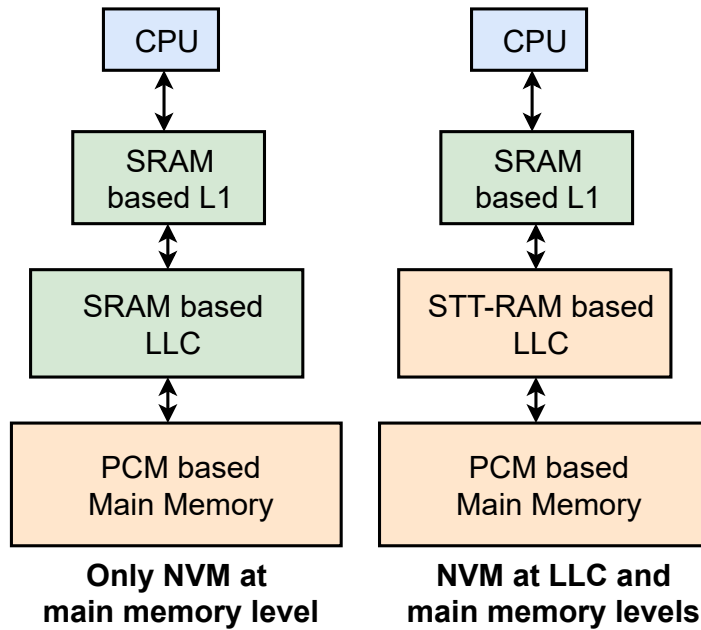 CPU
SRAM
based L1
SRAM based
LLC
PCM based
Main Memory
Only NVM at
main memory level
CPU
SRAM
based L1
STT-RAM based
LLC
PCM based
Main Memory
NVM at LLC and
main memory levels